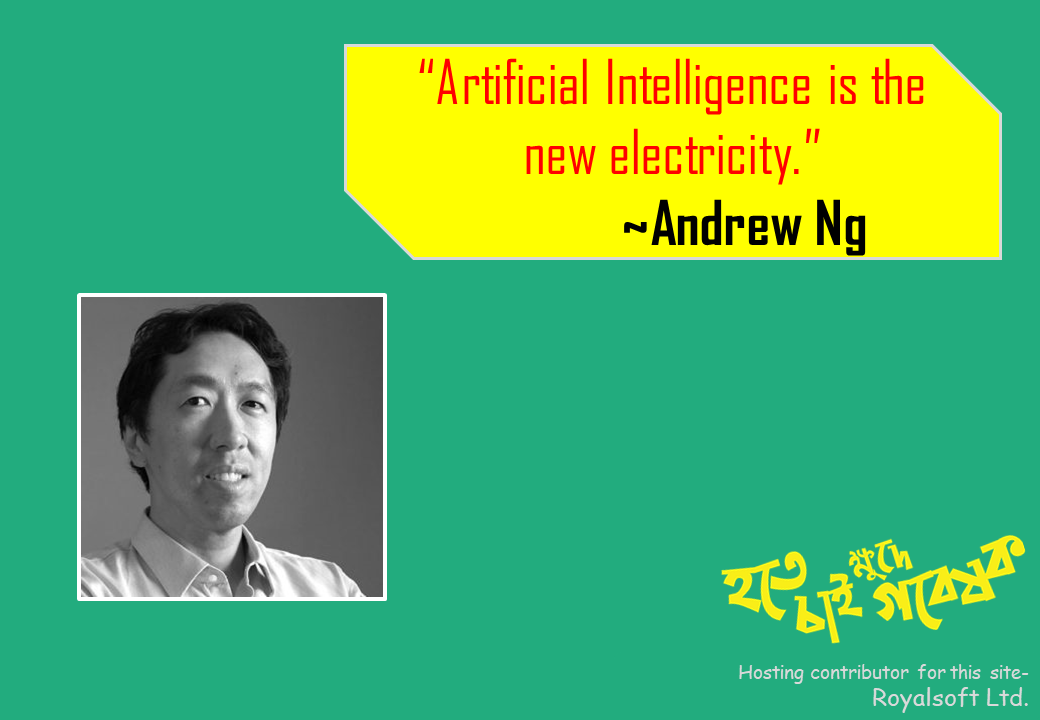 “Artificial Intelligence is the
new electricity.”
~Andrew Ng
হতে চাই ক্ষুদে গবেষক
Hosting contributor for this site-
Royalsoft Ltd.